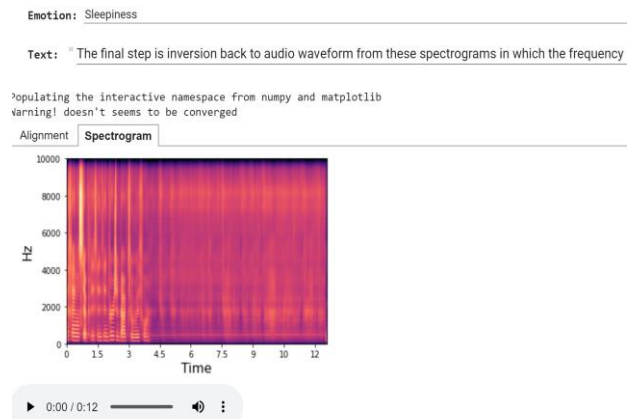 Emotion: Sleepiness
Text: The final step is inversion back to audio waveform from these spectrograms in which the frequency
Populating the interactive namespace from numpy and matplotlib
Warning! doesn't seems to be converged
Alignment Spectrogram
10000
8000
6000
4000
2000
0
Hz
0 1.5 3 4.5 6 7.5 9 10 12
Time
0:00 / 0:12